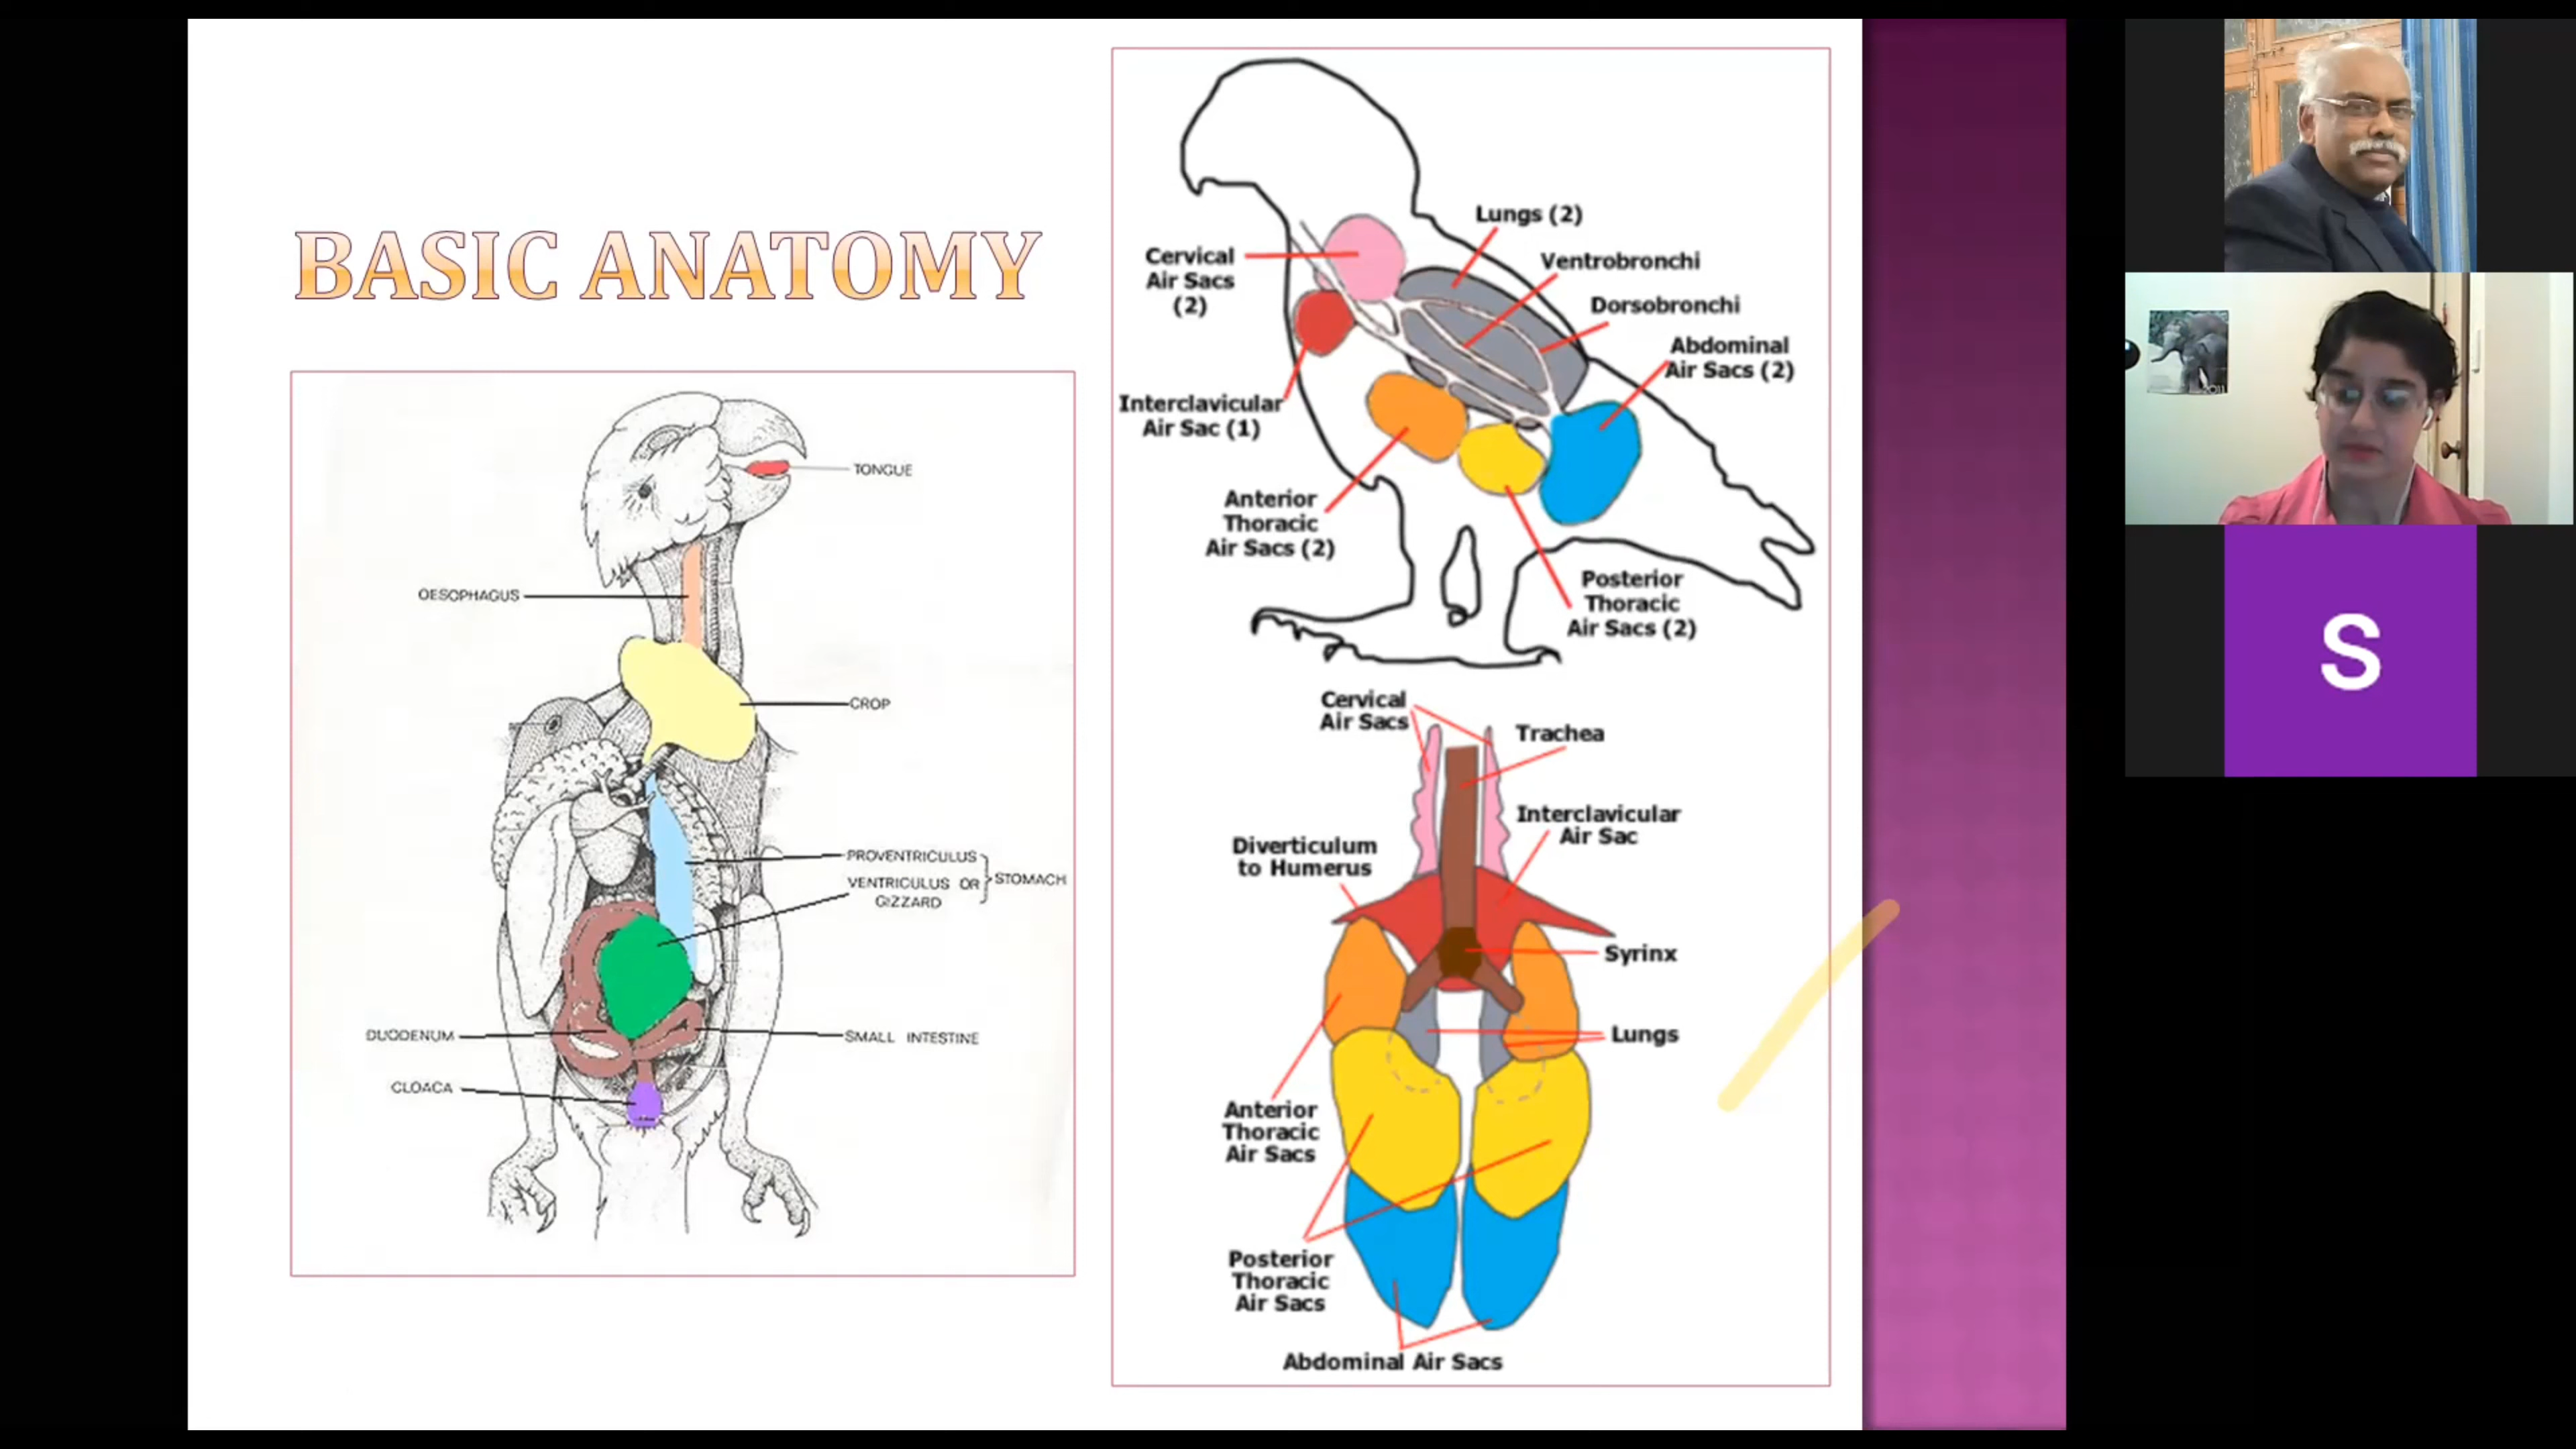 BASIC ANATOMY
TONGUE
OESOPHAGUS
CROP
PROVENTRICULUS
VENTRICULUS OR
GIZZARD
STOMACH
DUODENUM
SMALL INTESTINE
CLOACA
Lungs (2)
Ventrobronchi
Dorsobronchi
Cervical
Air Sacs
(2)
Abdominal
Air Sacs (2)
Interclavicular
Air Sac (1)
Anterior
Thoracic
Air Sacs (2)
Posterior
Thoracic
Air Sacs (2)
Cervical
Air Sacs
Trachea
Interclavicular
Air Sac
Diverticulum
to Humerus
Syrinx
Lungs
Anterior
Thoracic
Air Sacs
Posterior
Thoracic
Air Sacs
Abdominal Air Sacs
2011
S